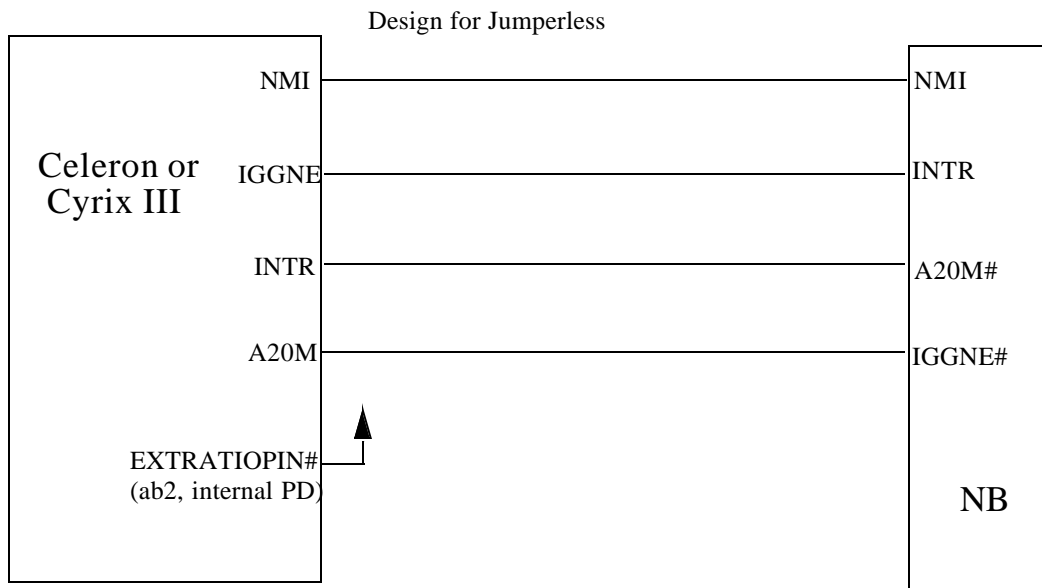 Design for Jumperless
NMI
NMI
Celeron or
Cyrix III
IGGNE
INTR
INTR
A20M#
A20M
IGGNE#
EXTRATIOPIN#
(ab2, internal PD)
NB